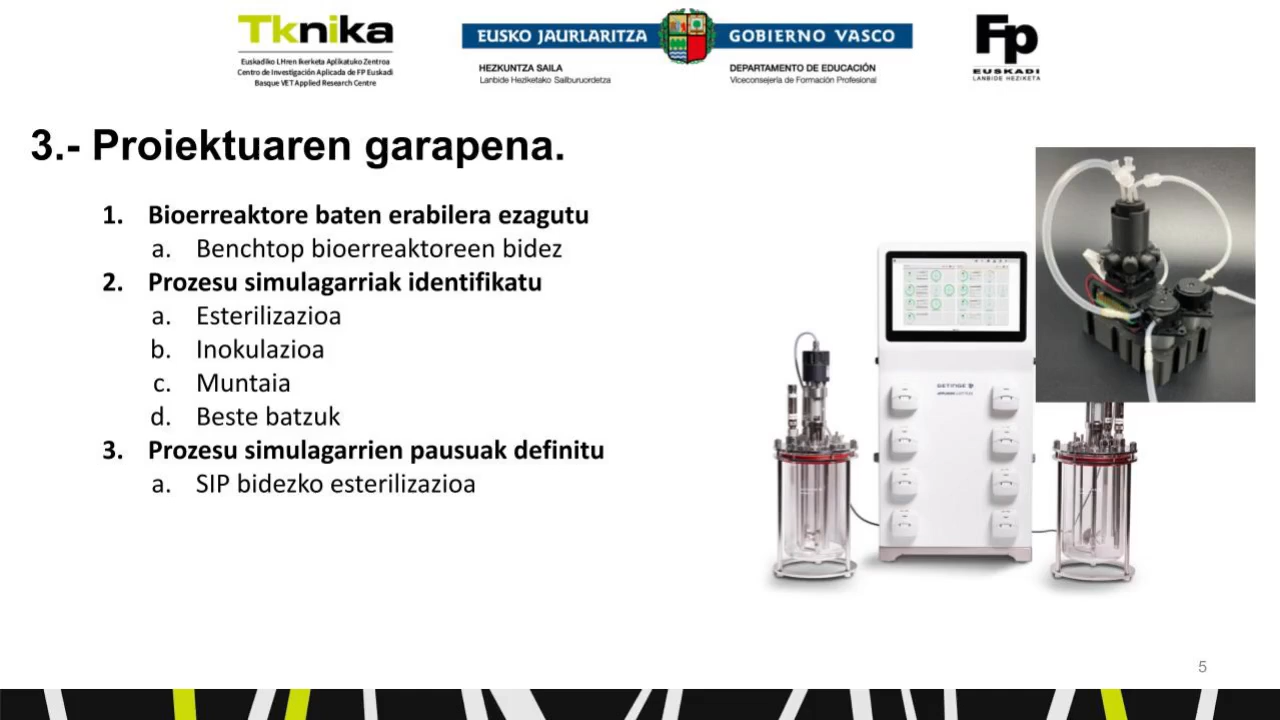 Tknika
Euskadiko LHren Ikerketa Aplikatuko Zentroa
Centro de Investigación Aplicada de FP Euskadi
Basque VET Applied Research Centre
EUSKO JAURLARITZA
GOBIERNO VASCO
HEZKUNTZA SAILA
Lanbide Heziketako Sailburuordetza
DEPARTAMENTO DE EDUCACIÓN
Viceconsejería de Formación Profesional
Fp
EUSKADI
LANBIDE HEZIKETA
3.- Proiektuaren garapena.
1. Bioerreaktore baten erabilera ezagutu
a. Benchtop bioerreaktoreen bidez
2. Prozesu simulagarriak identifikatu
a. Esterilizazioa
b. Inokulazioa
c. Muntaia
d. Beste batzuk
3. Prozesu simulagarrien pausuak definitu
a. SIP bidezko esterilizazioa
GETINGE
5